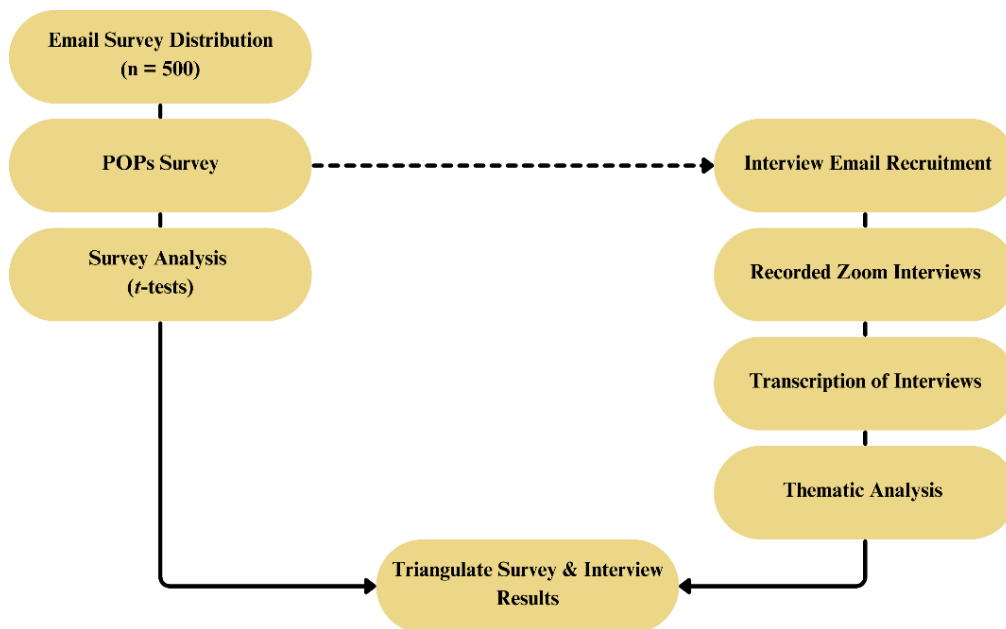 Email Survey Distribution
(n = 500)
POPs Survey
Survey Analysis
(t-tests)
Interview Email Recruitment
Recorded Zoom Interviews
Transcription of Interviews
Thematic Analysis
Triangulate Survey & Interview
Results